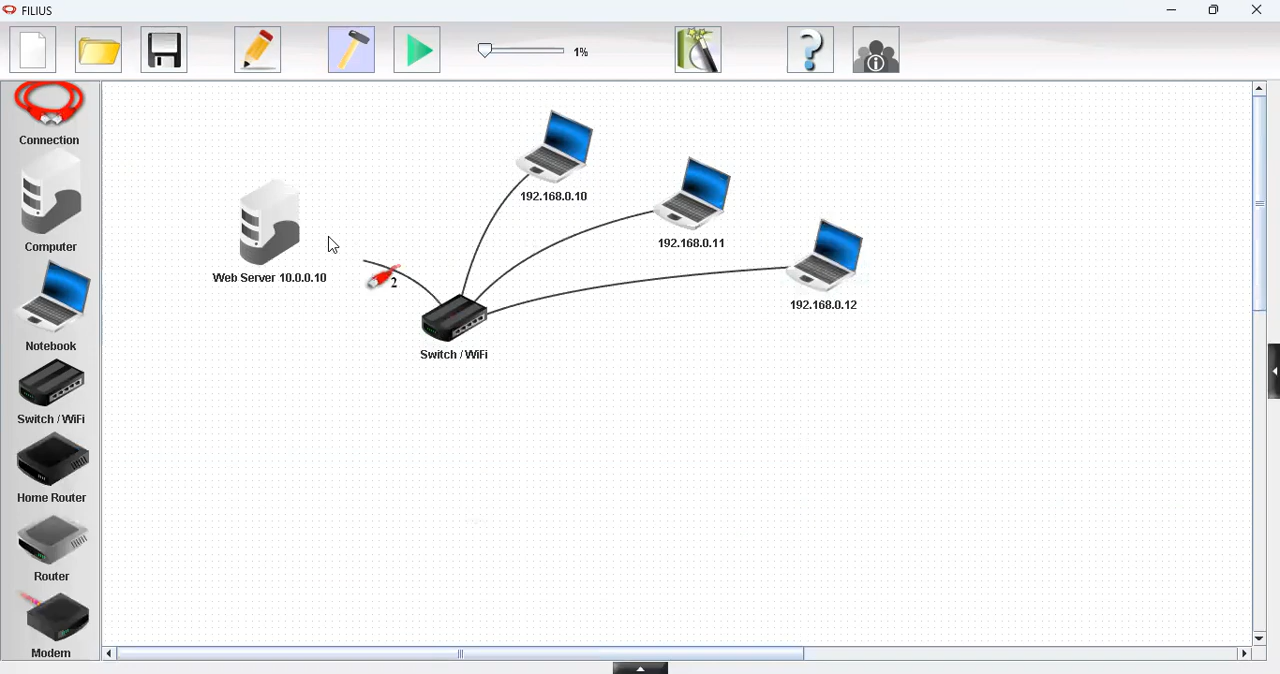 FILIUS
1%
Connection
Computer
Notebook
Switch / WiFi
Home Router
Router
Modem
192.168.0.10
192.168.0.11
192.168.0.12
Web Server 10.0.0.10
2
Switch / WiFi